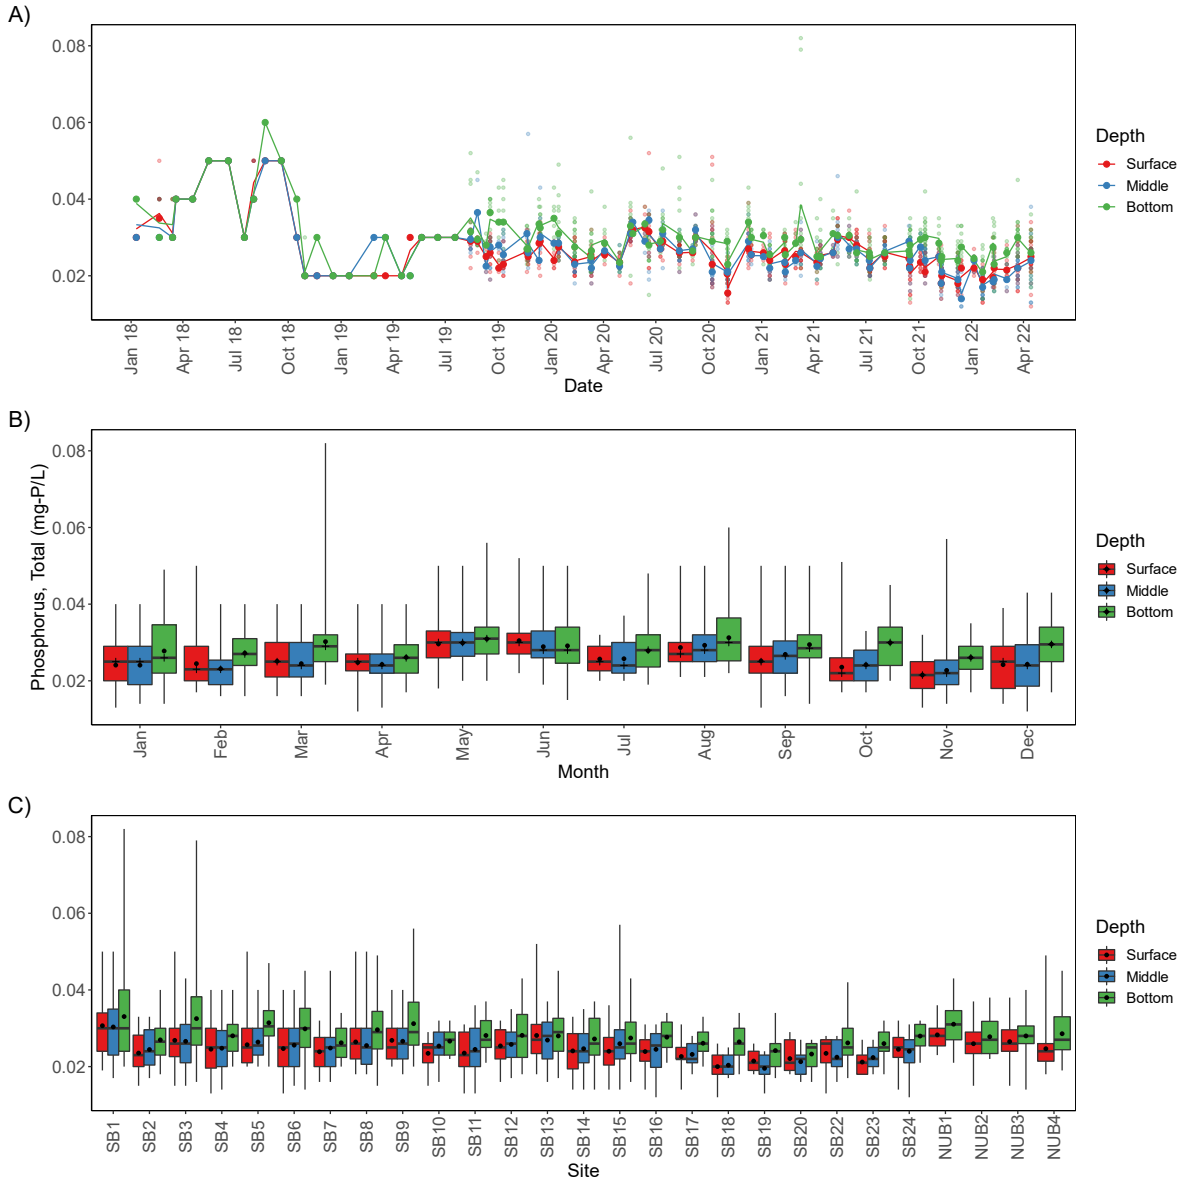 A)
0.08
0.06
0.04
0.02
Jan 18
Apr 18
Jul 18
Oct 18
Jan 19
Apr 19
Jul 19
Oct 19
Jan 20
Apr 20
Jul 20
Oct 20
Jan 21
Apr 21
Jul 21
Oct 21
Jan 22
Apr 22
Date
Depth
Surface
Middle
Bottom
B)
Phosphorus, Total (mg-P/L)
0.08
0.06
0.04
0.02
Jan
Feb
Mar
Apr
May
Jun
Jul
Aug
Sep
Oct
Nov
Dec
Month
Depth
Surface
Middle
Bottom
C)
0.08
0.06
0.04
0.02
SB1
SB2
SB3
SB4
SB5
SB6
SB7
SB8
SB9
SB10
SB11
SB12
SB13
SB14
SB15
SB16
SB17
SB18
SB19
SB20
SB22
SB23
SB24
NUB1
NUB2
NUB3
NUB4
Site
Depth
Surface
Middle
Bottom